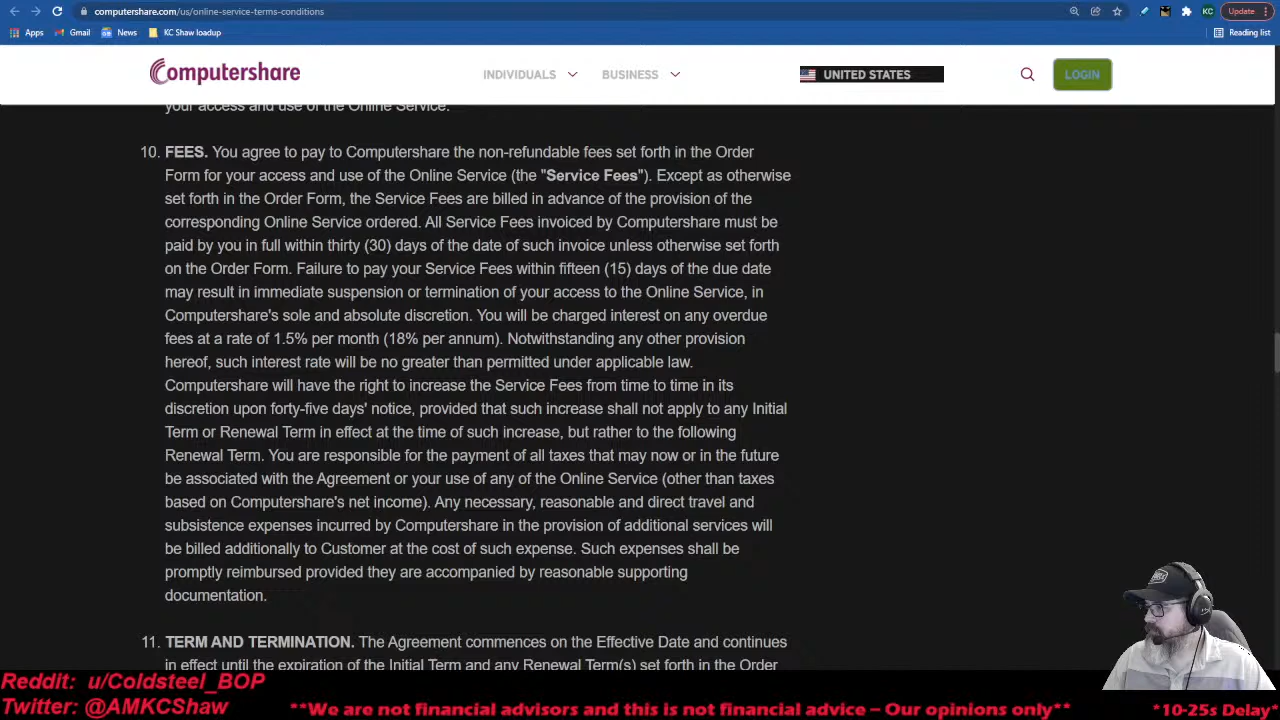 computershare.com/us/online-service-terms-conditions
KC
Update
Apps
Gmail
News
KC Shaw loadup
Reading list
Computershare
INDIVIDUALS
BUSINESS
UNITED STATES
LOGIN
your access and use of the Online Service.
10. FEES. You agree to pay to Computershare the non-refundable fees set forth in the Order
Form for your access and use of the Online Service (the "Service Fees"). Except as otherwise
set forth in the Order Form, the Service Fees are billed in advance of the provision of the
corresponding Online Service ordered. All Service Fees invoiced by Computershare must be
paid by you in full within thirty (30) days of the date of such invoice unless otherwise set forth
on the Order Form. Failure to pay your Service Fees within fifteen (15) days of the due date
may result in immediate suspension or termination of your access to the Online Service, in
Computershare's sole and absolute discretion. You will be charged interest on any overdue
fees at a rate of 1.5% per month (18% per annum). Notwithstanding any other provision
hereof, such interest rate will be no greater than permitted under applicable law.
Computershare will have the right to increase the Service Fees from time to time in its
discretion upon forty-five days' notice, provided that such increase shall not apply to any Initial
Term or Renewal Term in effect at the time of such increase, but rather to the following
Renewal Term. You are responsible for the payment of all taxes that may now or in the future
be associated with the Agreement or your use of any of the Online Service (other than taxes
based on Computershare's net income). Any necessary, reasonable and direct travel and
subsistence expenses incurred by Computershare in the provision of additional services will
be billed additionally to Customer at the cost of such expense. Such expenses shall be
promptly reimbursed provided they are accompanied by reasonable supporting
documentation.
11. TERM AND TERMINATION. The Agreement commences on the Effective Date and continues
in effect until the expiration of the Initial Term and any Renewal Term(s) set forth in the Order
Reddit: u/Coldsteel_BOP
Twitter: @AMKCShaw
**We are not financial advisors and this is not financial advice – Our opinions only**
*10-25s Delay*